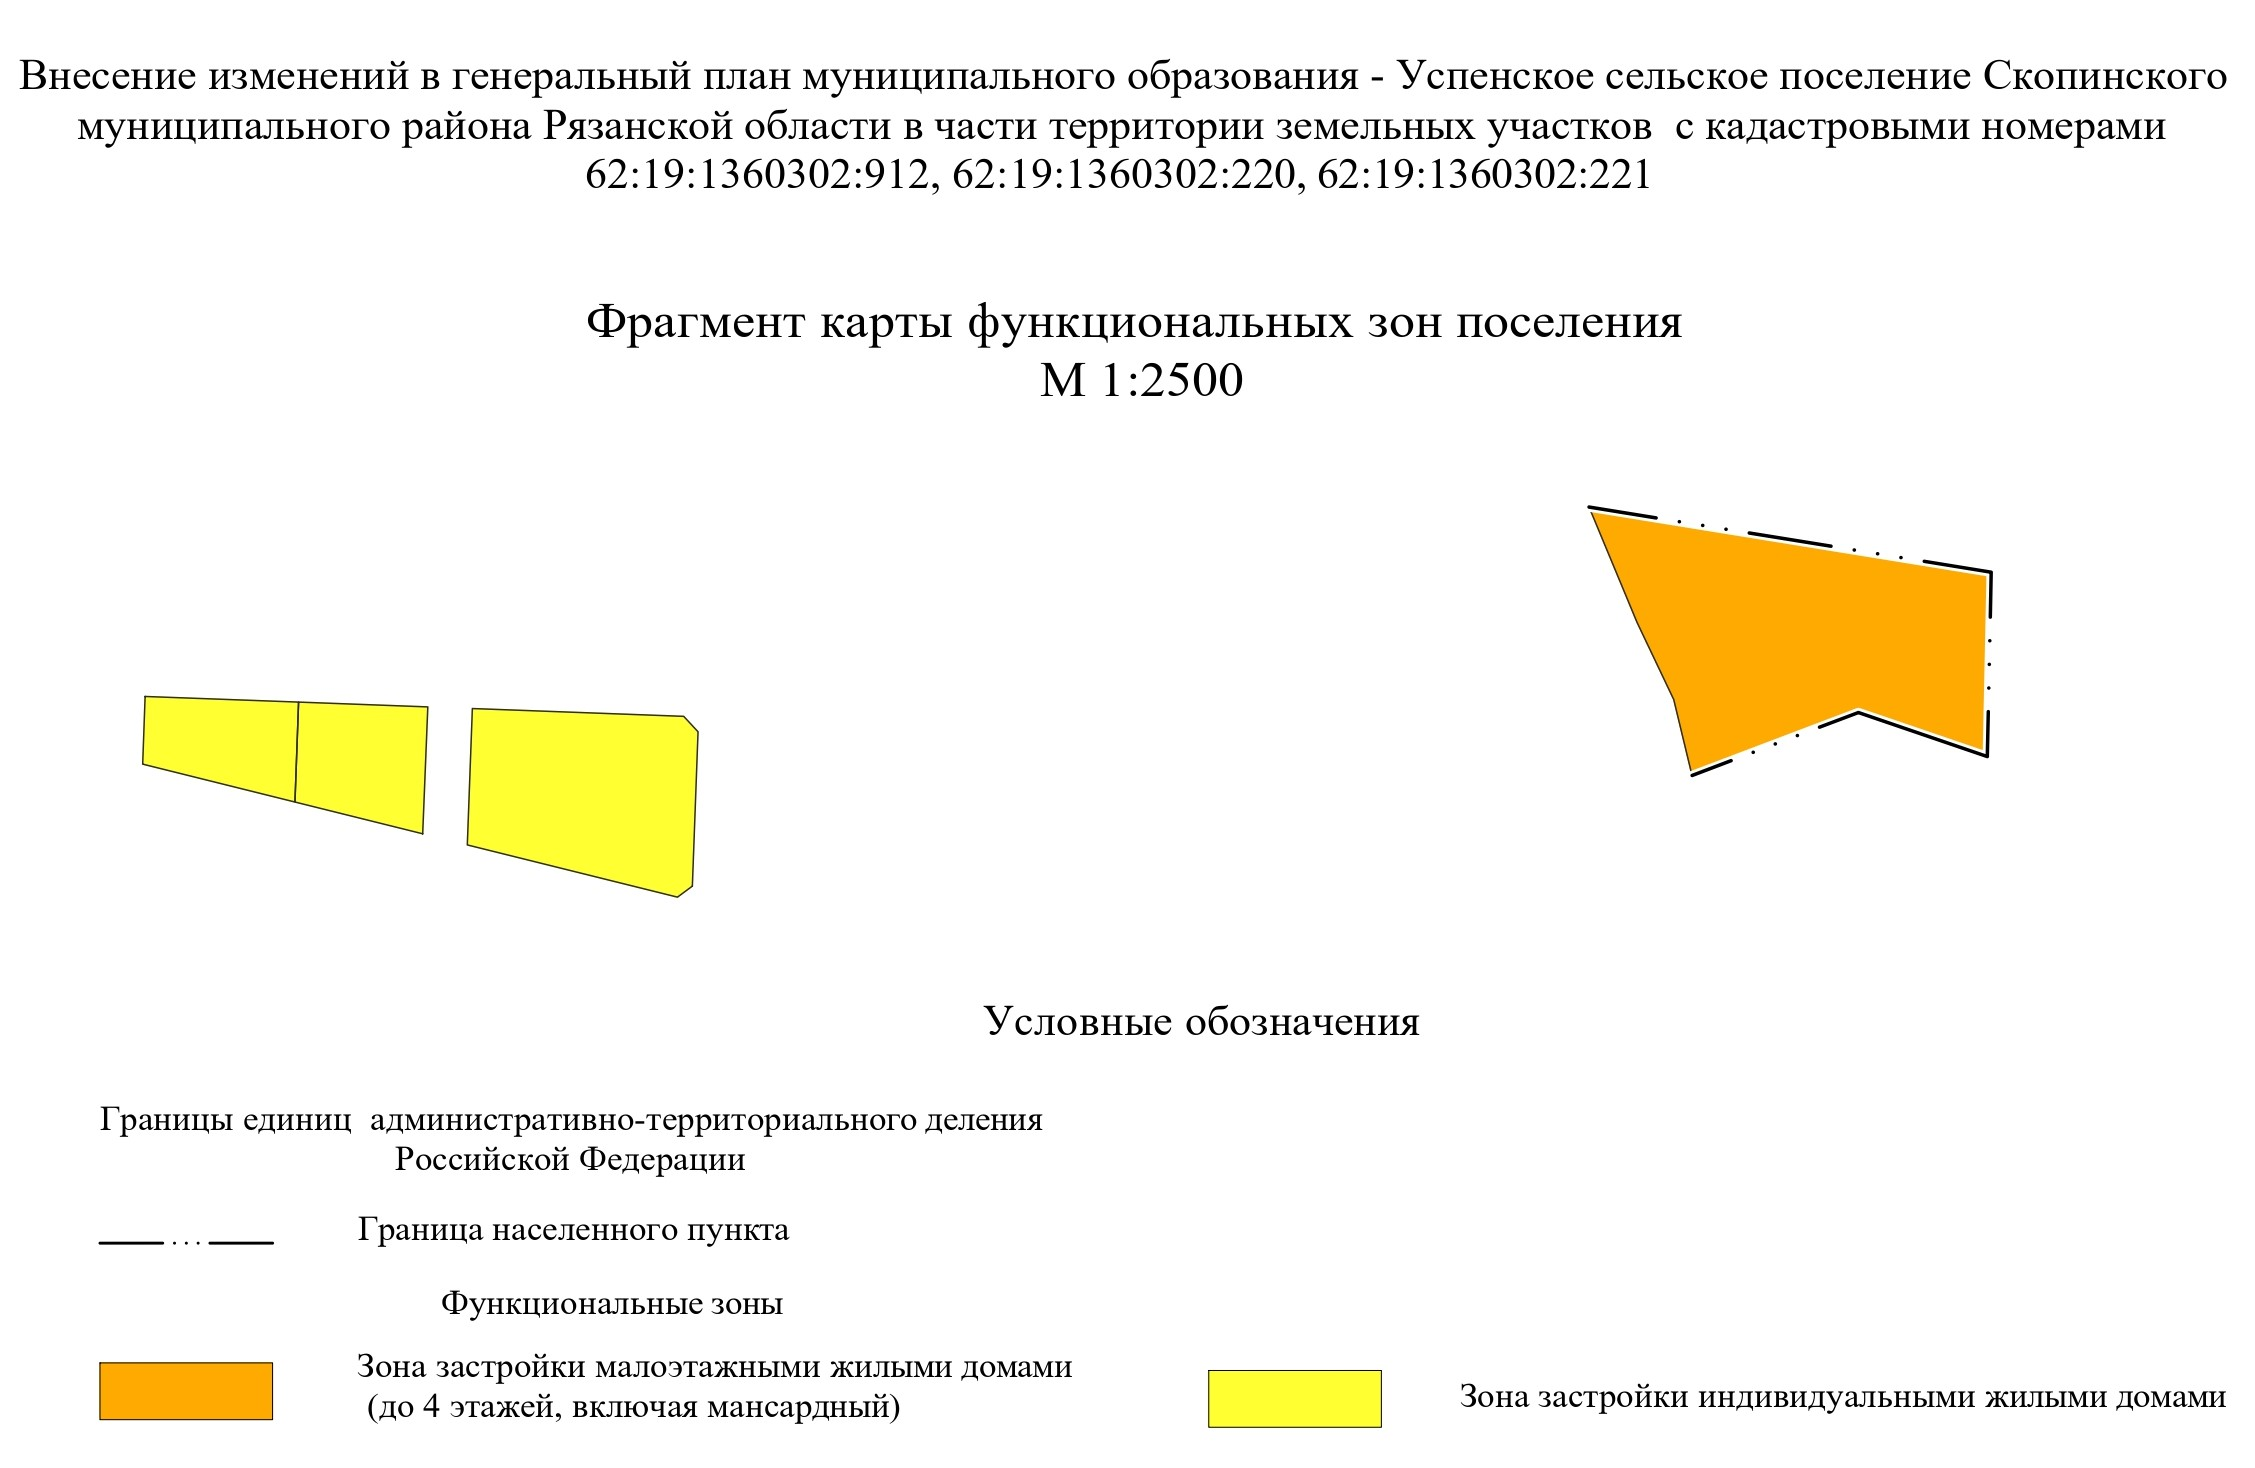 Внесение изменений в генеральный план муниципального образования - Успенское сельское поселение Скопинского
муниципального района Рязанской области в части территории земельных участков с кадастровыми номерами
62:19:1360302:912, 62:19:1360302:220, 62:19:1360302:221
Фрагмент карты функциональных зон поселения
М 1:2500
Условные обозначения
Границы единиц административно-территориального деления
Российской Федерации
Граница населенного пункта
Функциональные зоны
Зона застройки малоэтажными жилыми домами
(до 4 этажей, включая мансардный)
Зона застройки индивидуальными жилыми домами